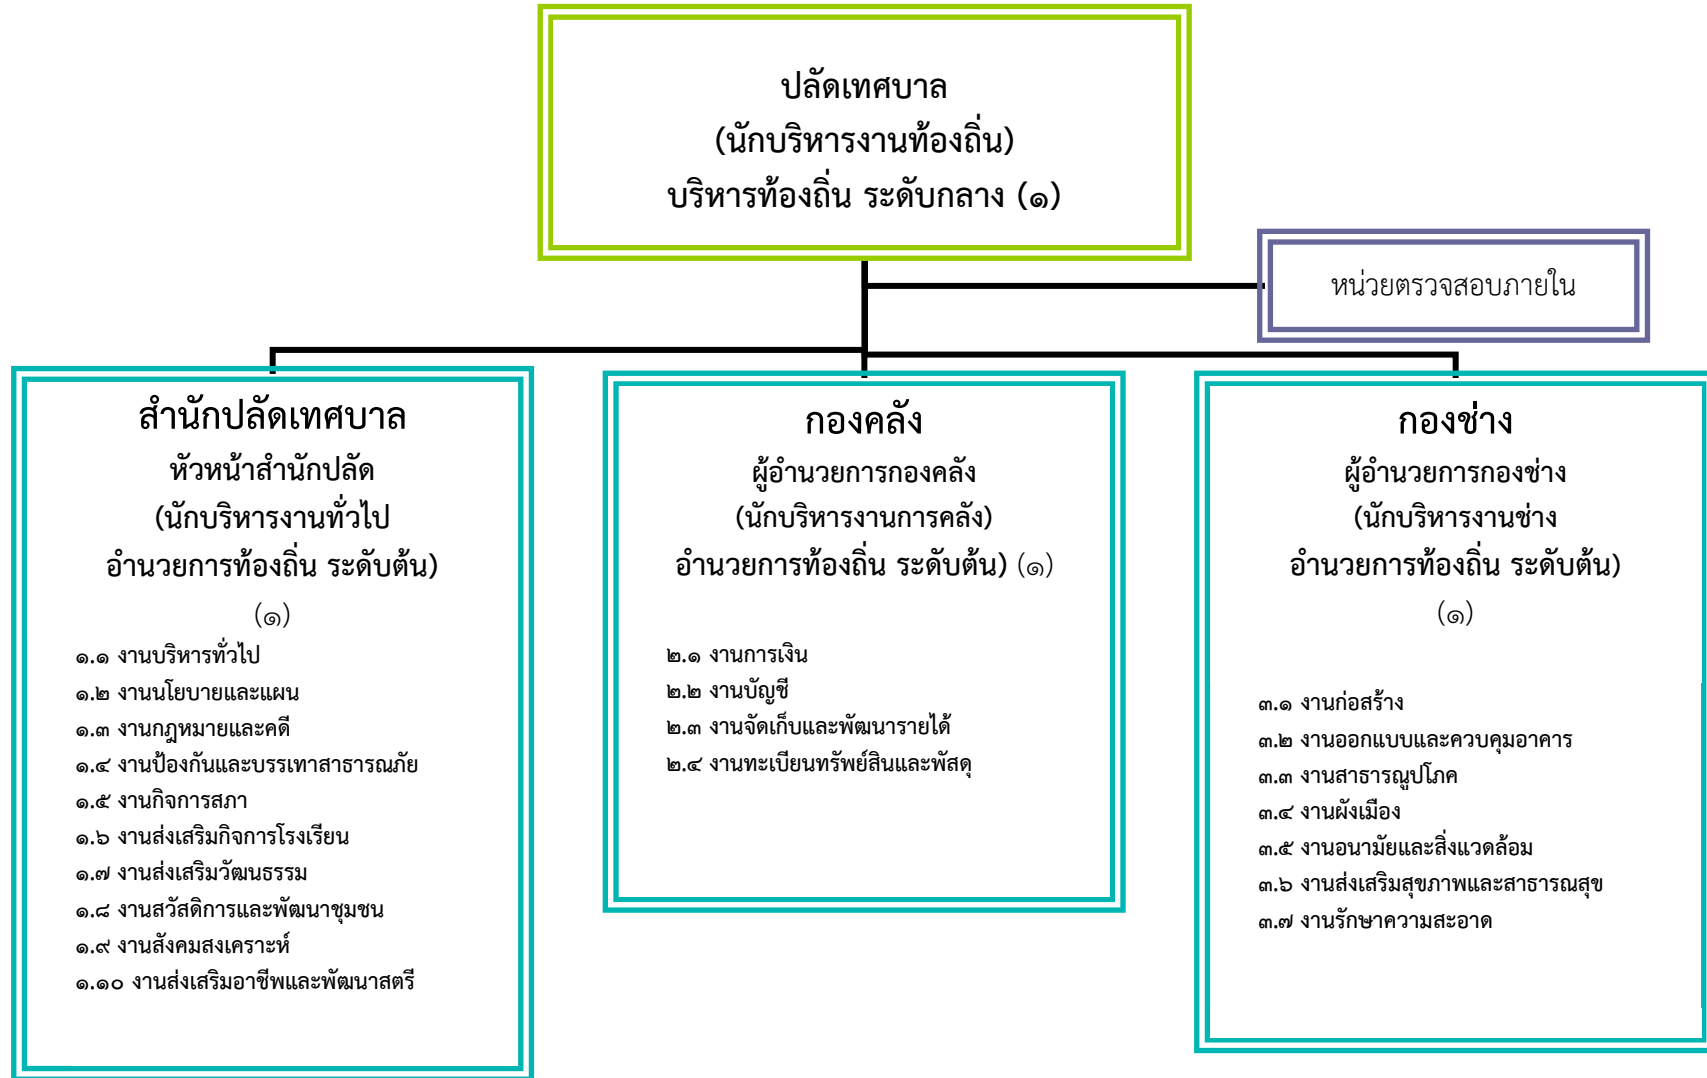 ปลัดเทศบาล
(นักบริหารงานท้องถิ่น)
บริหารท้องถิ่น ระดับกลาง (๑)
หน่วยตรวจสอบภายใน
สำนักปลัดเทศบาล
หัวหน้าสำนักปลัด
(นักบริหารงานทั่วไป
อำนวยการท้องถิ่น ระดับต้น)
(๑)
๑.๑ งานบริหารทั่วไป
๑.๒ งานนโยบายและแผน
๑.๓ งานกฎหมายและคดี
๑.๔ งานป้องกันและบรรเทาสาธารณภัย
๑.๕ งานกิจการสภา
๑.๖ งานส่งเสริมกิจการโรงเรียน
๑.๗ งานส่งเสริมวัฒนธรรม
๑.๘ งานสวัสดิการและพัฒนาชุมชน
๑.๙ งานสังคมสงเคราะห์
๑.๑๐ งานส่งเสริมอาชีพและพัฒนาสตรี
กองคลัง
ผู้อำนวยการกองคลัง
(นักบริหารงานการคลัง)
อำนวยการท้องถิ่น ระดับต้น) (๑)
๒.๑ งานการเงิน
๒.๒ งานบัญชี
๒.๓ งานจัดเก็บและพัฒนารายได้
๒.๔ งานทะเบียนทรัพย์สินและพัสดุ
กองช่าง
ผู้อำนวยการกองช่าง
(นักบริหารงานช่าง
อำนวยการท้องถิ่น ระดับต้น)
(๑)
๓.๑ งานก่อสร้าง
๓.๒ งานออกแบบและควบคุมอาคาร
๓.๓ งานสาธารณูปโภค
๓.๔ งานผังเมือง
๓.๕ งานอนามัยและสิ่งแวดล้อม
๓.๖ งานส่งเสริมสุขภาพและสาธารณสุข
๓.๗ งานรักษาความสะอาด